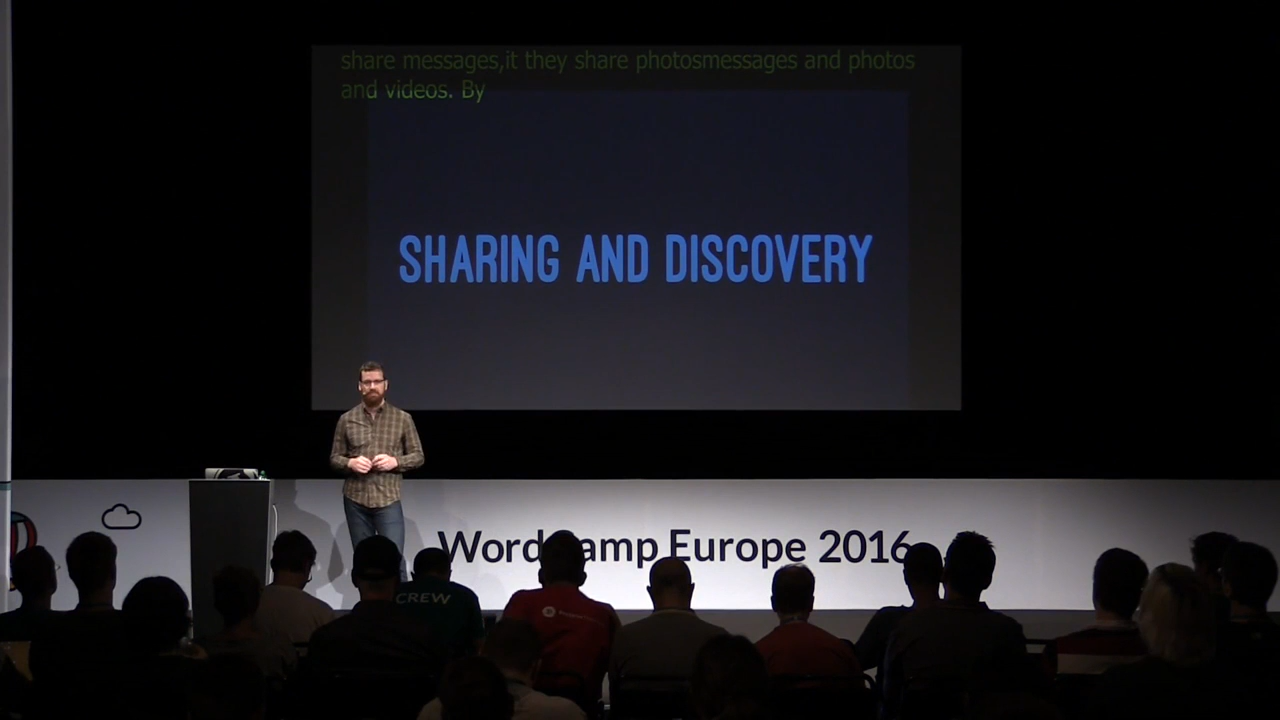 share messages,it they share photosmessages and photos
and videos. By
SHARING AND DISCOVERY
WordCamp Europe 2016
CREW